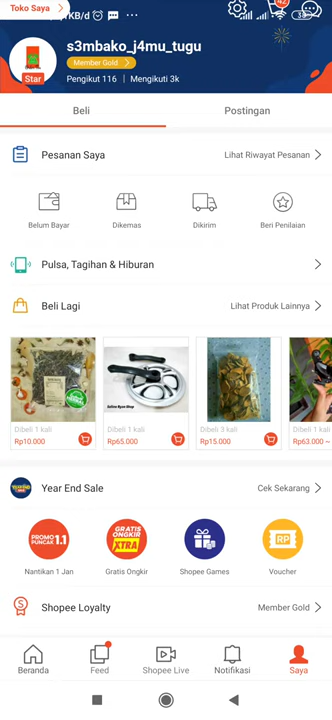 Toko Saya >
KB/d
42
39
s3mbako_j4mu_tugu
Member Gold >
Star
Pengikut 116 | Mengikuti 3k
Beli
Postingan
Pesanan Saya
Lihat Riwayat Pesanan >
Belum Bayar
Dikemas
Dikirim
Beri Penilaian
Pulsa, Tagihan & Hiburan
Beli Lagi
Lihat Produk Lainnya >
Dibeli 1 kali
Rp10.000
Dibeli 1 kali
Rp65.000
Dibeli 3 kali
Rp15.000
Dibeli 1 kali
Rp63.000 ~
Year End Sale
Cek Sekarang >
PROMO PUNCAK 1.1
GRATIS ONGKIR XTRA
RP
Nantikan 1 Jan
Gratis Ongkir
Shopee Games
Voucher
Shopee Loyalty
Member Gold >
Beranda
Feed
Shopee Live
Notifikasi
Saya